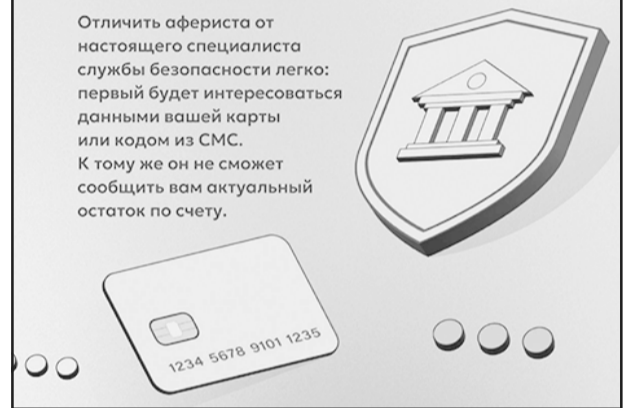 Отличить афериста от
настоящего специалиста
службы безопасности легко:
первый будет интересоваться
данными вашей карты
или кодом из СМС.
К тому же он не сможет
сообщить вам актуальный
остаток по счету.
1234 5678 9101 1235